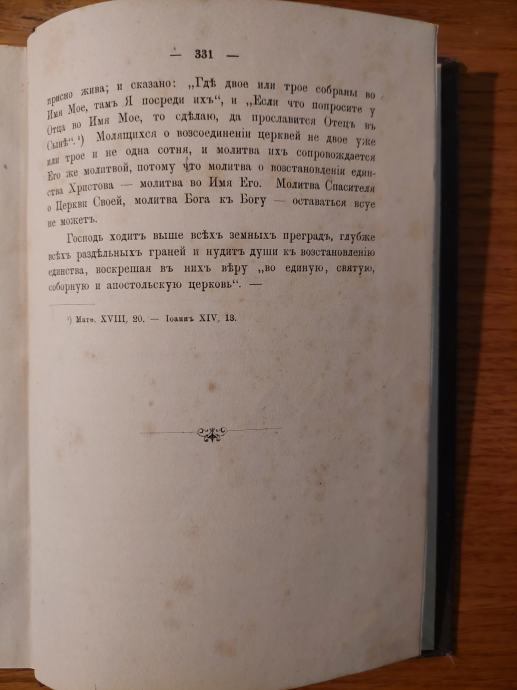 — 331 —
присно жива; и сказано: „Гдѣ двое или трое собраны во
Имя Мое, тамъ Я посреди ихъ“, и „Если что попросите у
Отца во Имя Мое, то сдѣлаю, да прославится Отецъ въ
Сынѣ“.¹) Молящихся о возсоединеніи церквей не двое уже
или трое и не одна сотня, и молитва ихъ сопровождается
Его же молитвой, потому что молитва о возстановленіи един-
ства Христова — молитва во Имя Его. Молитва Спасителя
о Церкви Своей, молитва Бога къ Богу — оставаться всуе
не можетъ.
Господь ходитъ выше всѣхъ земныхъ преградъ, глубже
всѣхъ раздѣльныхъ граней и нудитъ души къ возстановленію
единства, воскрешая въ нихъ вѣру „во единую, святую,
соборную и апостольскую церковь“. —
¹) Матѳ. XVIII, 20. — Іоаннъ XIV, 13.